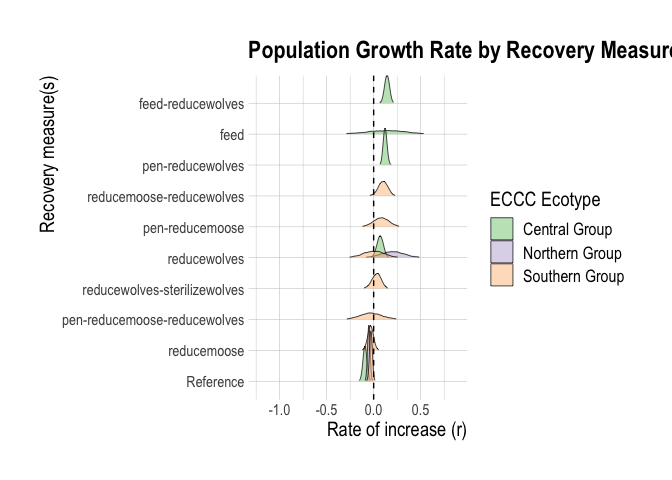 Population Growth Rate by Recovery Measure
Recovery measure(s)
feed-reducewolves
feed
pen-reducewolves
reducemoose-reducewolves
pen-reducemoose
reducewolves
reducewolves-sterilizewolves
pen-reducemoose-reducewolves
reducemoose
Reference
-1.0 -0.5 0.0 0.5
Rate of increase (r)
ECCC Ecotype
Central Group
Northern Group
Southern Group